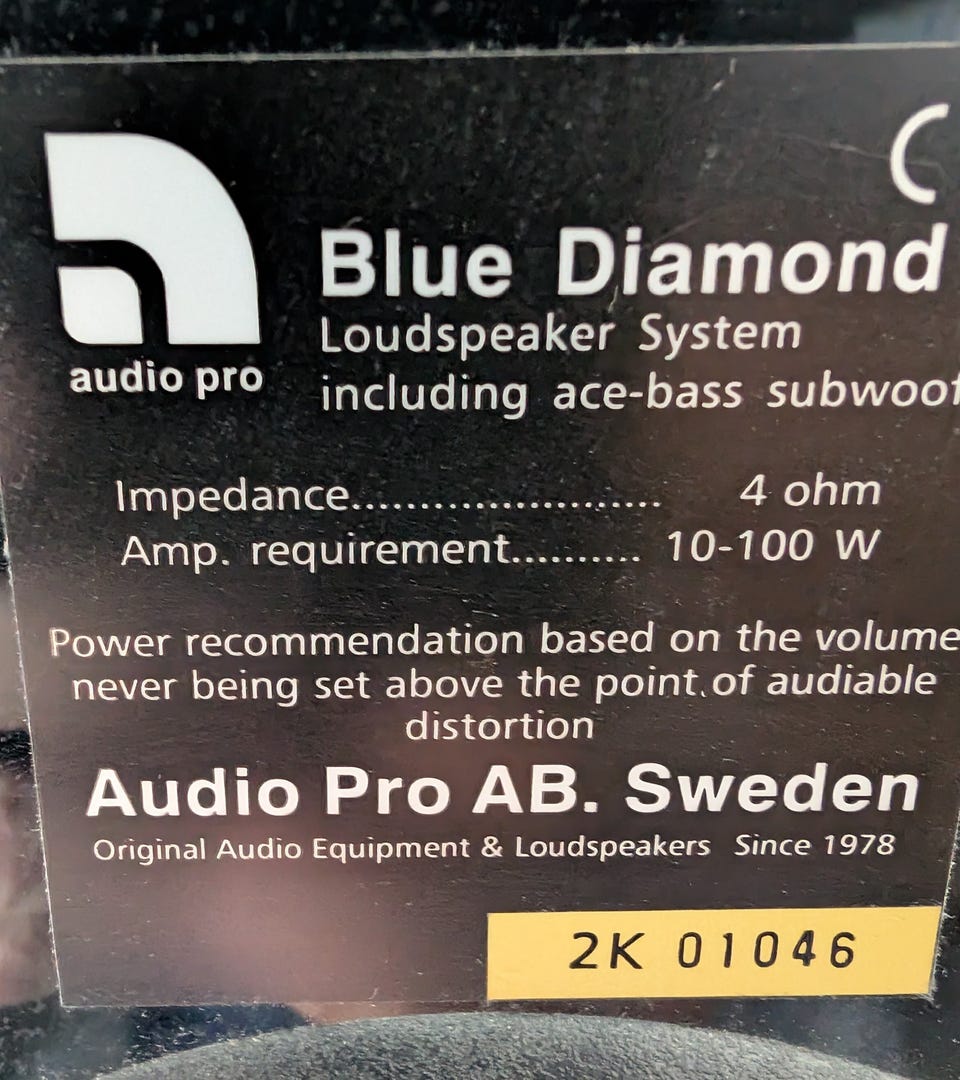 C
Blue Diamond
Loudspeaker System
audio pro
including ace-bass subwoof
Impedance....................... 4 ohm
Amp. requirement.......... 10-100 W
Power recommendation based on the volume
never being set above the point.of audiable
distortion
Audio Pro AB. Sweden
Original Audio Equipment & Loudspeakers Since 1978
2K 01046